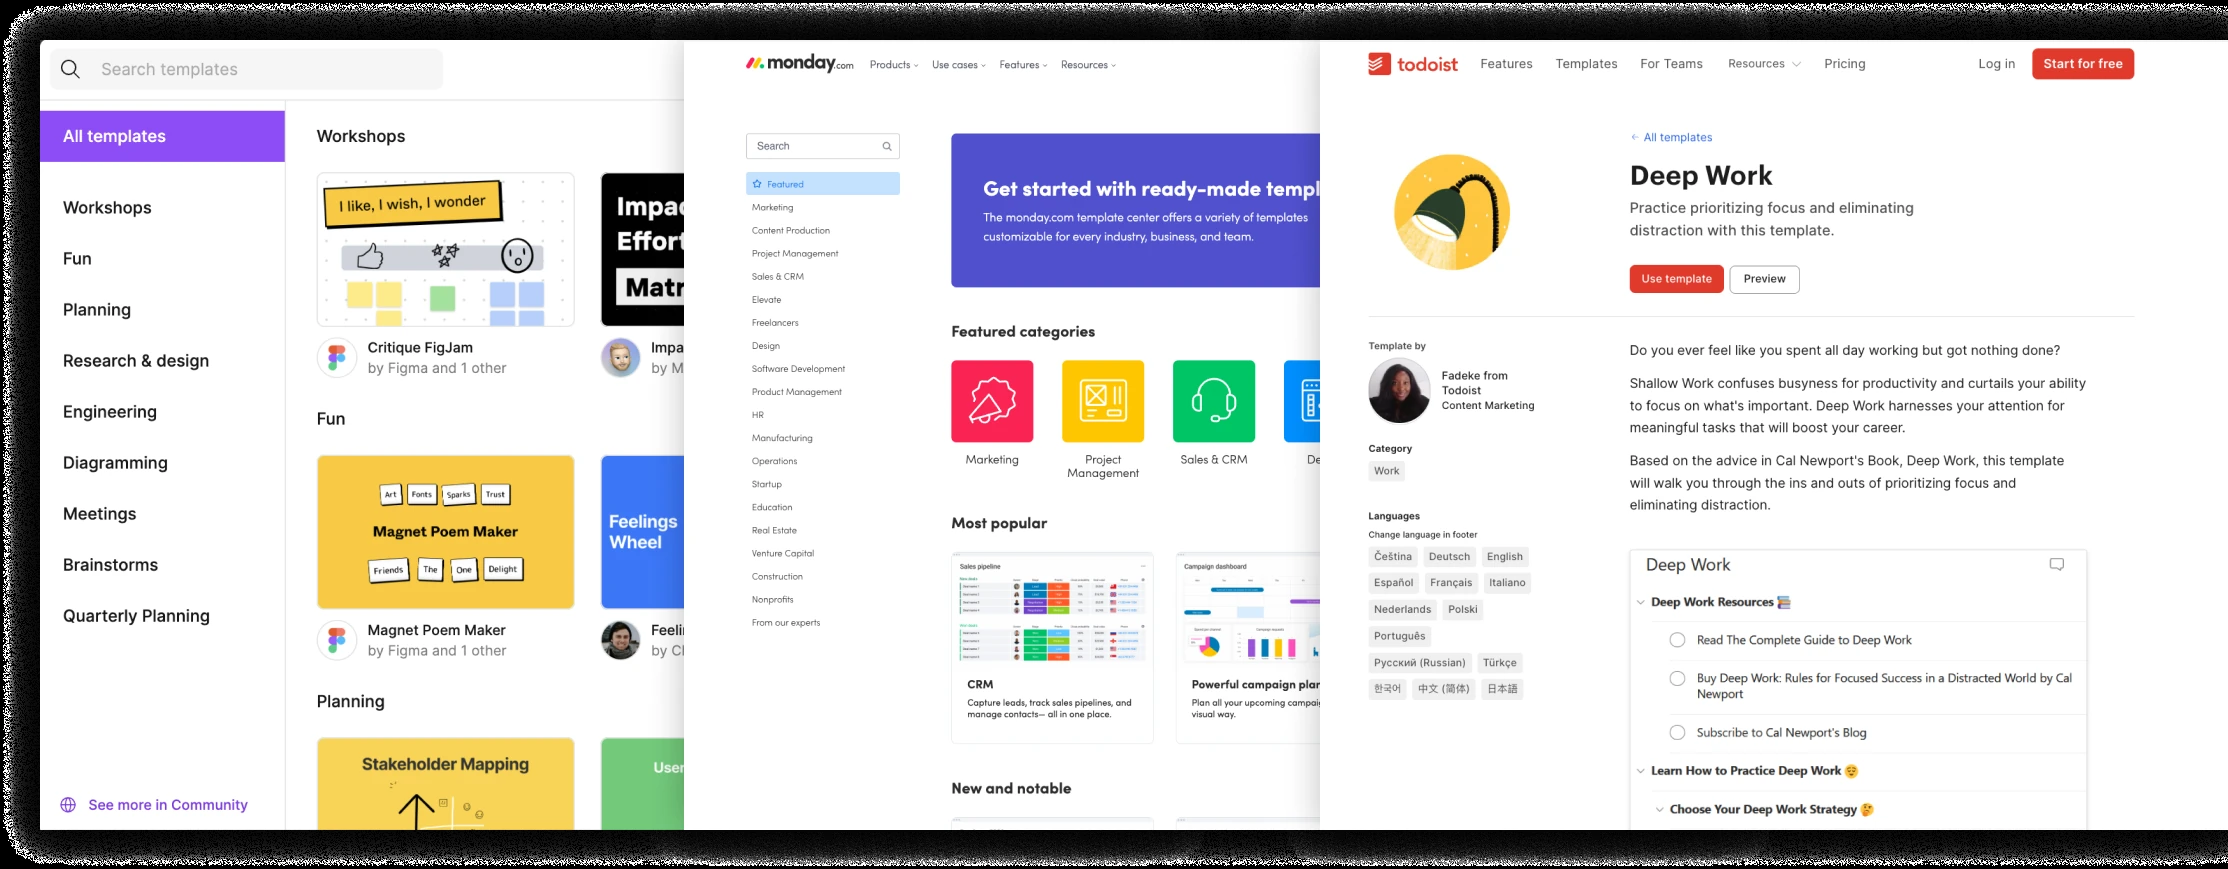 Search templates
All templates
Workshops
Fun
Planning
Research & design
Engineering
Diagramming
Meetings
Brainstorms
Quarterly Planning
See more in Community
Workshops
I like, I wish, I wonder
Critique FigJam
by Figma and 1 other
Impa
Effort
Matr
Impa
by M
Fun
Art Fonts Sparks Trust
Magnet Poem Maker
Friends The One Delight
Magnet Poem Maker
by Figma and 1 other
Feelings
Wheel
Feelin
by Cl
Planning
Stakeholder Mapping
User
monday.com
Products
Use cases
Features
Resources
Search
Featured
Marketing
Content Production
Project Management
Sales & CRM
Elevate
Freelancers
Design
Software Development
Product Management
HR
Manufacturing
Operations
Startup
Education
Real Estate
Venture Capital
Construction
Nonprofits
From our experts
Get started with ready-made templ
The monday.com template center offers a variety of templates
customizable for every industry, business, and team.
Featured categories
Marketing
Project
Management
Sales & CRM
De
Most popular
Sales pipeline
CRM
Capture leads, track sales pipelines, and
manage contacts— all in one place.
Campaign dashboard
Powerful campaign plan
Plan all your upcoming campaig
visual way.
New and notable
todoist
Features
Templates
For Teams
Resources
Pricing
Log in
Start for free
← All templates
Deep Work
Practice prioritizing focus and eliminating
distraction with this template.
Use template
Preview
Template by
Fadeke from
Todoist
Content Marketing
Category
Work
Languages
Change language in footer
Čeština Deutsch English
Español Français Italiano
Nederlands Polski
Português
Русский (Russian) Türkçe
한국어 中文 (简体) 日本語
Do you ever feel like you spent all day working but got nothing done?
Shallow Work confuses busyness for productivity and curtails your ability
to focus on what's important. Deep Work harnesses your attention for
meaningful tasks that will boost your career.
Based on the advice in Cal Newport's Book, Deep Work, this template
will walk you through the ins and outs of prioritizing focus and
eliminating distraction.
Deep Work
Deep Work Resources 📚
Read The Complete Guide to Deep Work
Buy Deep Work: Rules for Focused Success in a Distracted World by Cal
Newport
Subscribe to Cal Newport's Blog
Learn How to Practice Deep Work 😌
Choose Your Deep Work Strategy 🤔